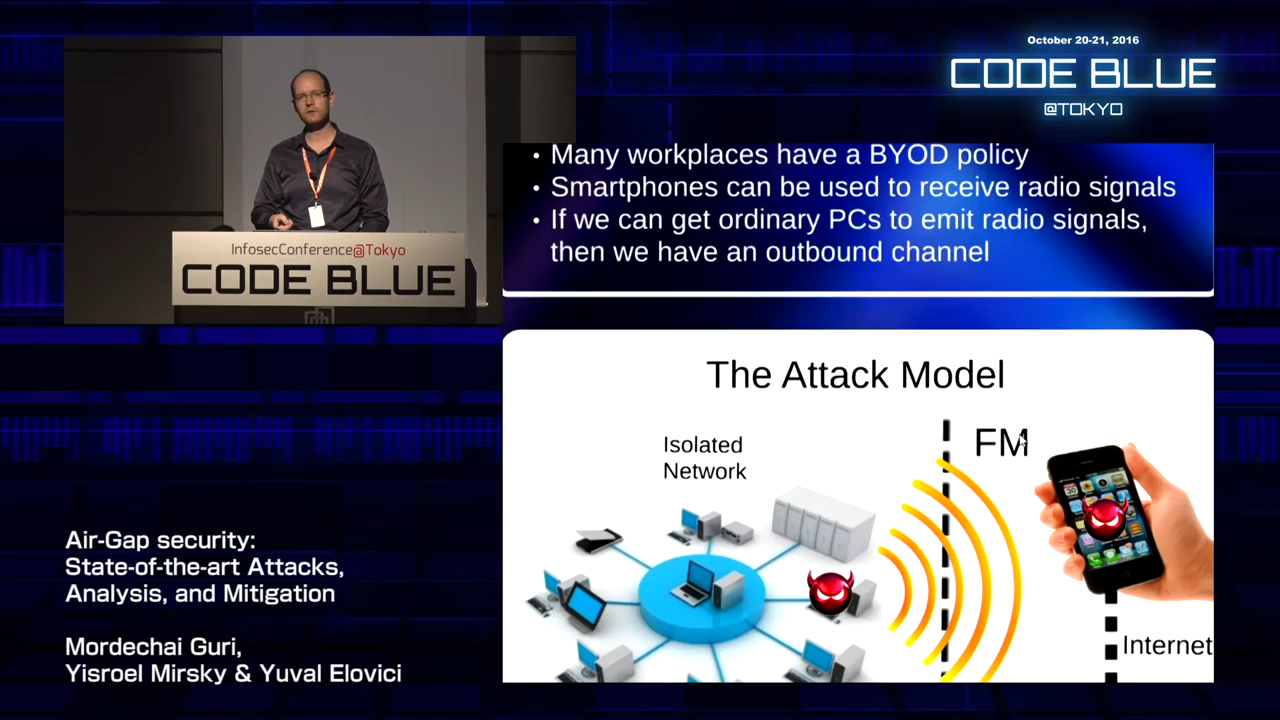 October 20-21, 2016
CODE BLUE
@TOKYO
InfosecConference@Tokyo
CODE BLUE
• Many workplaces have a BYOD policy
• Smartphones can be used to receive radio signals
• If we can get ordinary PCs to emit radio signals,
then we have an outbound channel
The Attack Model
Isolated
Network
FM
Internet
Air-Gap security:
State-of-the-art Attacks,
Analysis, and Mitigation
Mordechai Guri,
Yisroel Mirsky & Yuval Elovici